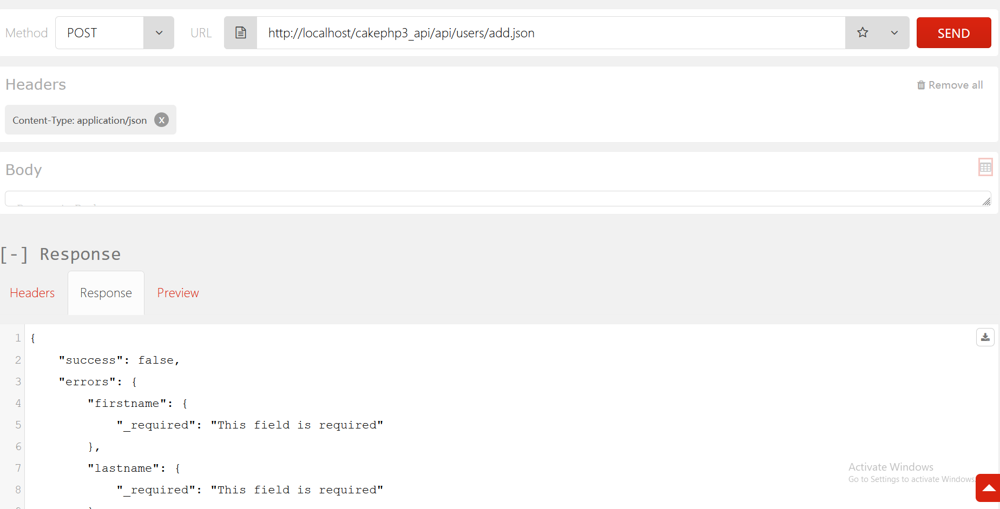 Method POST URL http://localhost/cakephp3_api/api/users/add.json SEND
Headers Remove all
Content-Type: application/json X
Body
[-] Response
Headers Response Preview
1 {
2 "success": false,
3 "errors": {
4 "firstname": {
5 "_required": "This field is required"
6 },
7 "lastname": {
8 "_required": "This field is required"
Activate Windows
Go to Settings to activate Windows.